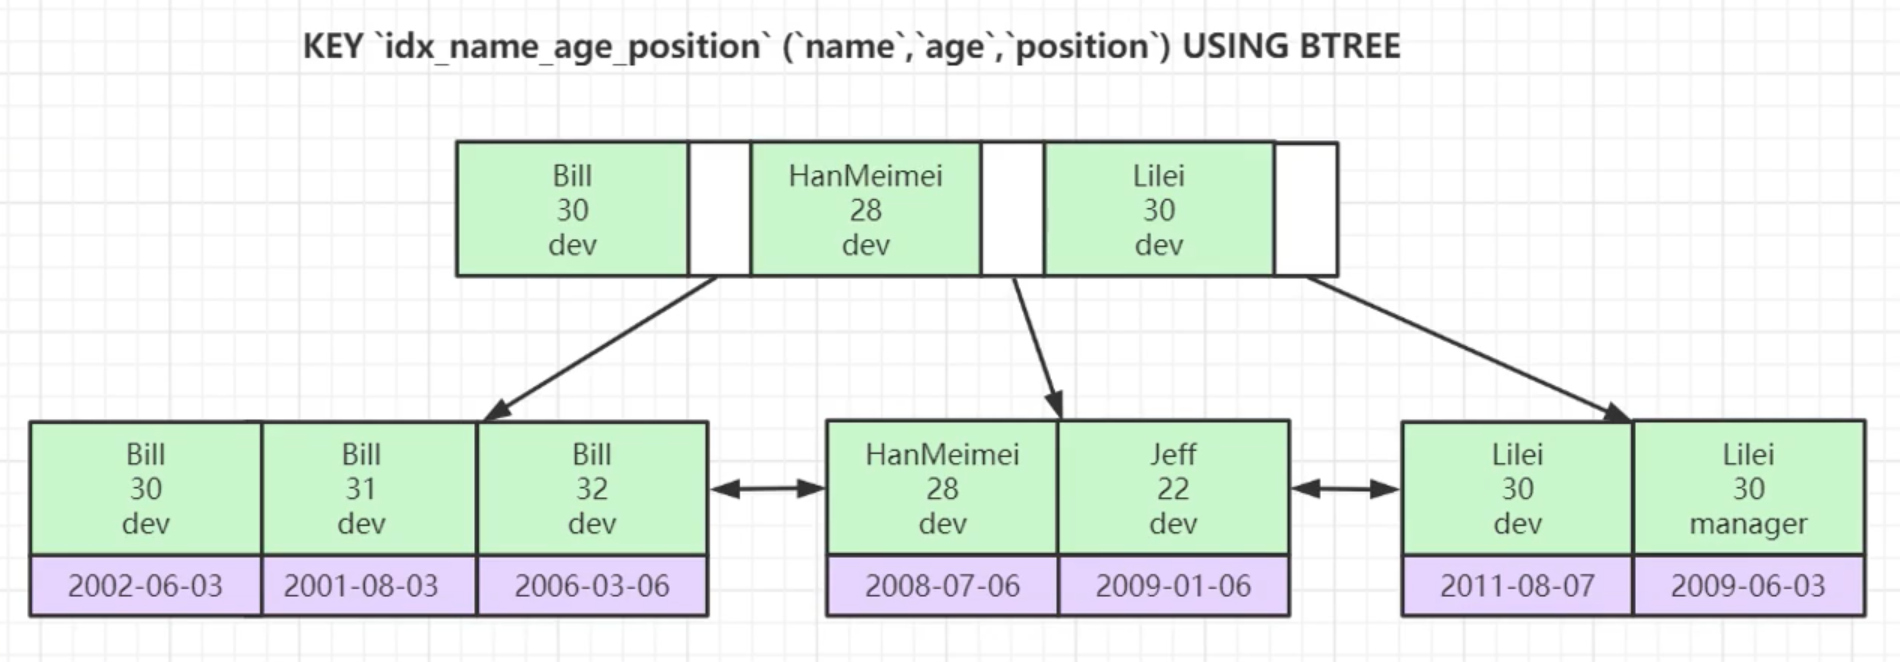 KEY `idx_name_age_position` (`name`,`age`,`position`) USING BTREE
Bill
30
dev
HanMeimei
28
dev
Lilei
30
dev
Bill
30
dev
2002-06-03
Bill
31
dev
2001-08-03
Bill
32
dev
2006-03-06
HanMeimei
28
dev
2008-07-06
Jeff
22
dev
2009-01-06
Lilei
30
dev
2011-08-07
Lilei
30
manager
2009-06-03